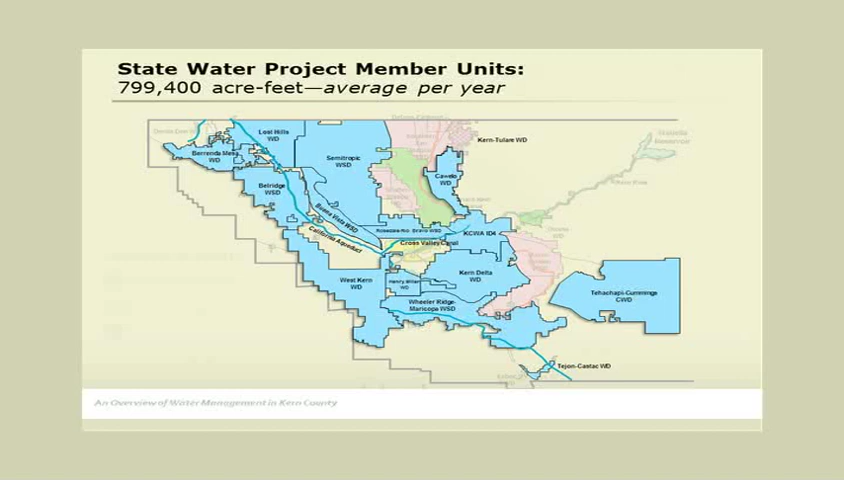 State Water Project Member Units:
799,400 acre-feet—average per year
Lost Hills
WD
Kern-Tulare WD
Berrenda Mesa
WD
Semitropic
WSD
Cawelo
WD
Belridge
WSD
Buena Vista WSD
Rosedale-Rio Bravo WSD
KCWA ID4
California Aqueduct
Cross Valley Canal
West Kern
WD
Henry Miller
WD
Kern Delta
WD
Tehachapi-Cummings
CWD
Wheeler Ridge-
Maricopa WSD
Tejon-Castac WD
An Overview of Water Management in Kern County